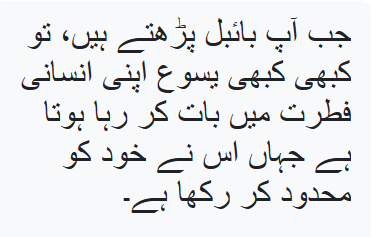 جب آپ بائبل پڑھتے ہیں، تو
کبھی کبھی یسوع اپنی انسانی
فطرت میں بات کر رہا ہوتا
ہے جہاں اس نے خود کو
محدود کر رکھا ہے۔